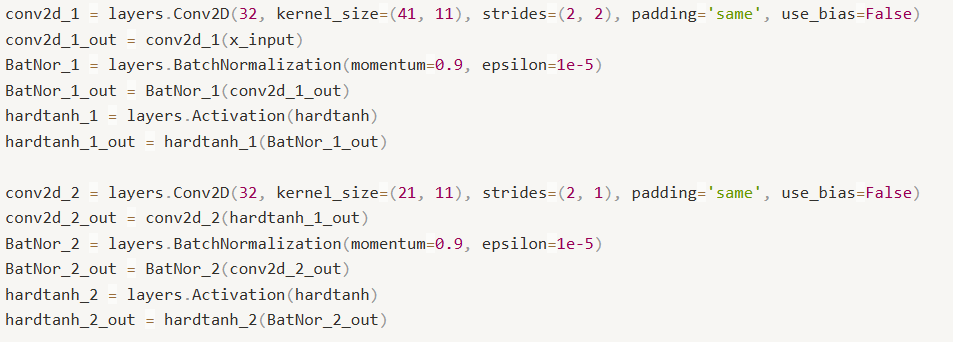 conv2d_1 = layers.Conv2D(32, kernel_size=(41, 11), strides=(2, 2), padding='same', use_bias=False)
conv2d_1_out = conv2d_1(x_input)
BatNor_1 = layers.BatchNormalization(momentum=0.9, epsilon=1e-5)
BatNor_1_out = BatNor_1(conv2d_1_out)
hardtanh_1 = layers.Activation(hardtanh)
hardtanh_1_out = hardtanh_1(BatNor_1_out)
conv2d_2 = layers.Conv2D(32, kernel_size=(21, 11), strides=(2, 1), padding='same', use_bias=False)
conv2d_2_out = conv2d_2(hardtanh_1_out)
BatNor_2 = layers.BatchNormalization(momentum=0.9, epsilon=1e-5)
BatNor_2_out = BatNor_2(conv2d_2_out)
hardtanh_2 = layers.Activation(hardtanh)
hardtanh_2_out = hardtanh_2(BatNor_2_out)